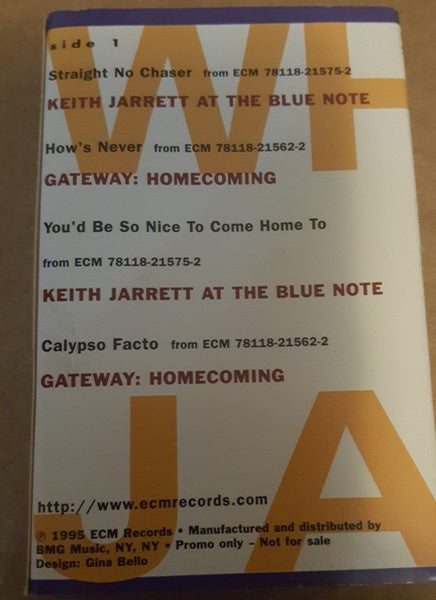 WH
side 1
Straight No Chaser from ECM 78118-21575-2
KEITH JARRETT AT THE BLUE NOTE
How's Never from ECM 78118-21562-2
GATEWAY: HOMECOMING
You'd Be So Nice To Come Home To
from ECM 78118-21575-2
KEITH JARRETT AT THE BLUE NOTE
Calypso Facto from ECM 78118-21562-2
GATEWAY: HOMECOMING
JA
http://www.ecmrecords.com
℗ 1995 ECM Records • Manufactured and distributed by
BMG Music, NY, NY • Promo only – Not for sale
Design: Gina Bello